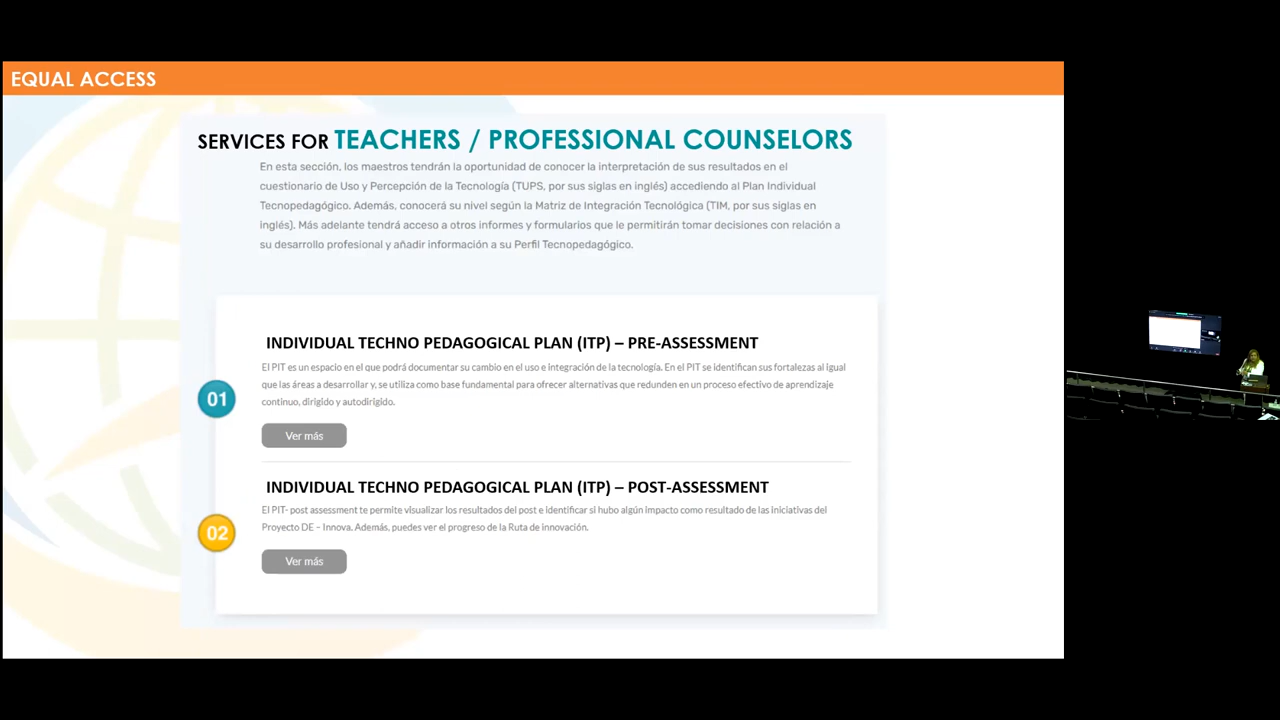 EQUAL ACCESS
SERVICES FOR TEACHERS / PROFESSIONAL COUNSELORS
En esta sección, los maestros tendrán la oportunidad de conocer la interpretación de sus resultados en el
cuestionario de Uso y Percepción de la Tecnología (TUPS, por sus siglas en inglés) accediendo al Plan Individual
Tecnopedagógico. Además, conocerá su nivel según la Matriz de Integración Tecnológica (TIM, por sus siglas en
inglés). Más adelante tendrá acceso a otros informes y formularios que le permitirán tomar decisiones con relación a
su desarrollo profesional y añadir información a su Perfil Tecnopedagógico.
INDIVIDUAL TECHNO PEDAGOGICAL PLAN (ITP) – PRE-ASSESSMENT
El PIT es un espacio en el que podrá documentar su cambio en el uso e Integración de la tecnología. En el PIT se identifican sus fortalezas al igual
que las áreas a desarrollar y, se utiliza como base fundamental para ofrecer alternativas que redunden en un proceso efectivo de aprendizaje
continuo, dirigido y autodirigido.
01
Ver más
INDIVIDUAL TECHNO PEDAGOGICAL PLAN (ITP) – POST-ASSESSMENT
El PIT- post assessment te permite visualizar los resultados del post e identificar si hubo algún impacto como resultado de las iniciativas del
Proyecto DE – Innova. Además, puedes ver el progreso de la Ruta de innovación.
02
Ver más